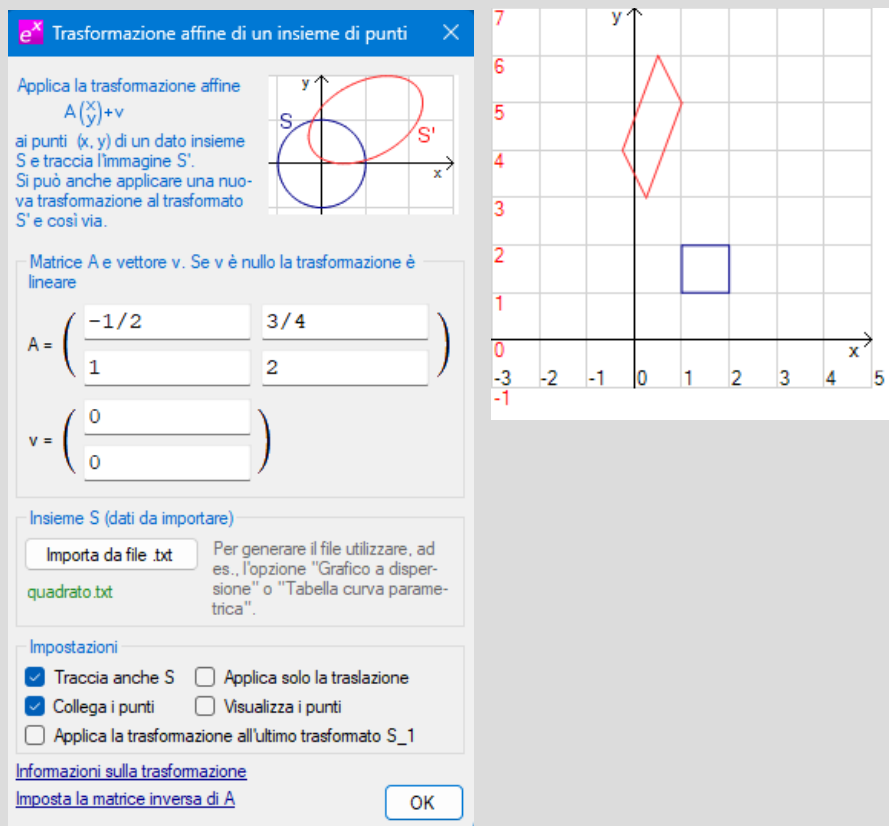 eˣ Trasformazione affine di un insieme di punti
Applica la trasformazione affine
A(x y)+v
ai punti (x, y) di un dato insieme
S e traccia l'immagine S'.
Si può anche applicare una nuo-
va trasformazione al trasformato
S' e così via.
y
S
S'
x
Matrice A e vettore v. Se v è nullo la trasformazione è
lineare
A =
-1/2 3/4
1 2
v =
0
0
Insieme S (dati da importare)
Importa da file .txt
quadrato.txt
Per generare il file utilizzare, ad
es., l'opzione "Grafico a disper-
sione" o "Tabella curva parame-
trica".
Impostazioni
Traccia anche S
Applica solo la traslazione
Collega i punti
Visualizza i punti
Applica la trasformazione all'ultimo trasformato S_1
Informazioni sulla trasformazione
Imposta la matrice inversa di A
OK
7 y
6
5
4
3
2
1
0 x
-3 -2 -1 0 1 2 3 4 5
-1